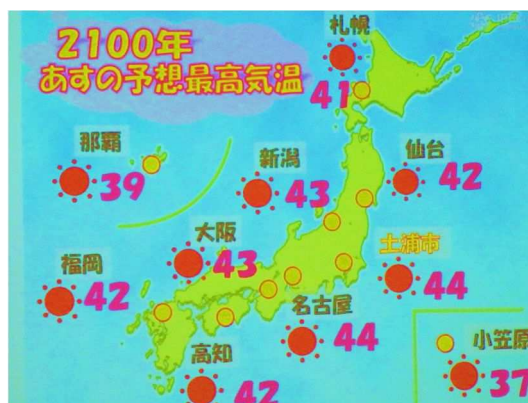 2100年
あすの予想最高気温
札幌
41
那覇
39
新潟
43
仙台
42
大阪
43
福岡
42
土浦市
44
名古屋
44
高知
42
小笠原
37